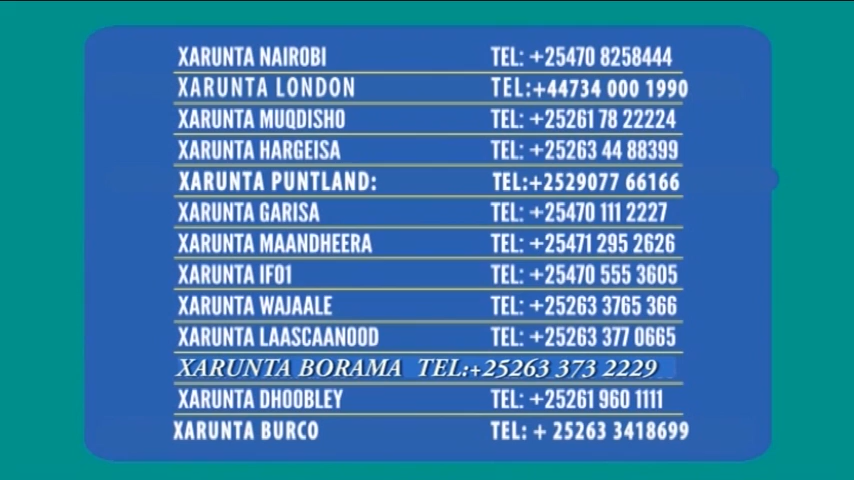 XARUNTA NAIROBI TEL: +25470 8258444
XARUNTA LONDON TEL:+44734 000 1990
XARUNTA MUQDISHO TEL: +25261 78 22224
XARUNTA HARGEISA TEL: +25263 44 88399
XARUNTA PUNTLAND: TEL:+2529077 66166
XARUNTA GARISA TEL: +25470 111 2227
XARUNTA MAANDHEERA TEL: +25471 295 2626
XARUNTA IFO1 TEL: +25470 555 3605
XARUNTA WAJAALE TEL: +25263 3765 366
XARUNTA LAASCAANOOD TEL: +25263 377 0665
XARUNTA BORAMA TEL:+25263 373 2229
XARUNTA DHOOBLEY TEL: +25261 960 1111
XARUNTA BURCO TEL: + 25263 3418699